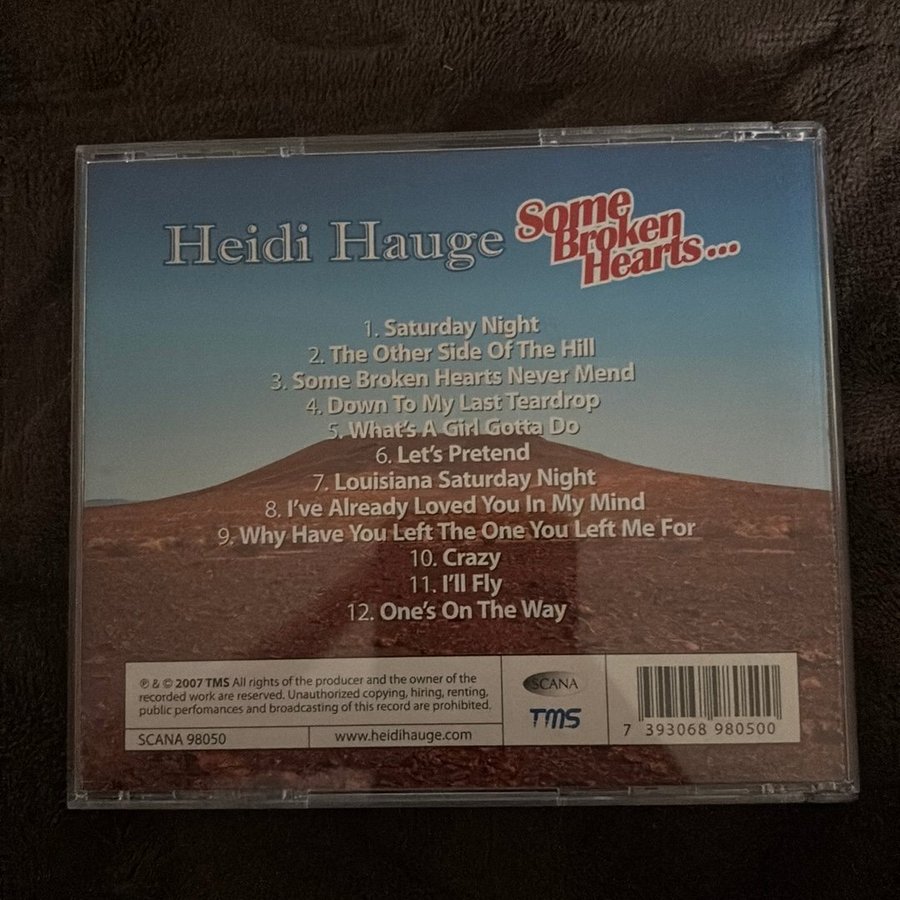 Heidi Hauge
Some
Broken
Hearts...
1. Saturday Night
2. The Other Side Of The Hill
3. Some Broken Hearts Never Mend
4. Down To My Last Teardrop
5. What's A Girl Gotta Do
6. Let's Pretend
7. Louisiana Saturday Night
8. I've Already Loved You In My Mind
9. Why Have You Left The One You Left Me For
10. Crazy
11. I'll Fly
12. One's On The Way
℗ & © 2007 TMS All rights of the producer and the owner of the
recorded work are reserved. Unauthorized copying, hiring, renting,
public perfomances and broadcasting of this record are prohibited.
SCANA 98050
www.heidihauge.com
SCANA
TMS
7 393068 980500